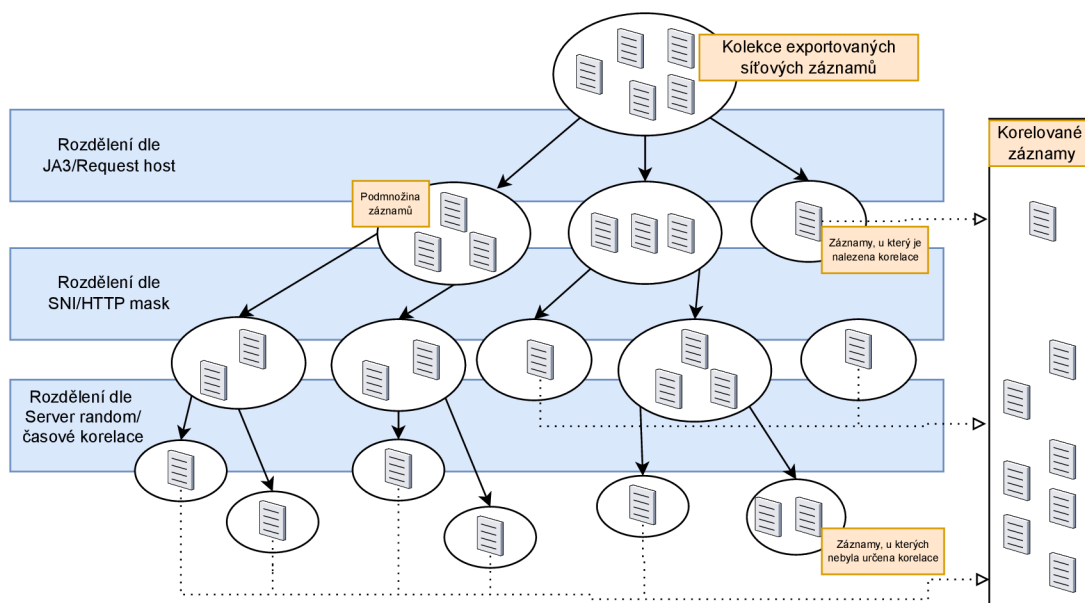 Kolekce exportovaných
síťových záznamů
Rozdělení dle
JA3/Request host
Korelované
záznamy
Podmnožina
záznamů
Záznamy, u který je
nalezena korelace
Rozdělení dle
SNI/HTTP mask
Rozdělení dle
Server random/
časové korelace
Záznamy, u kterých
nebyla určena korelace